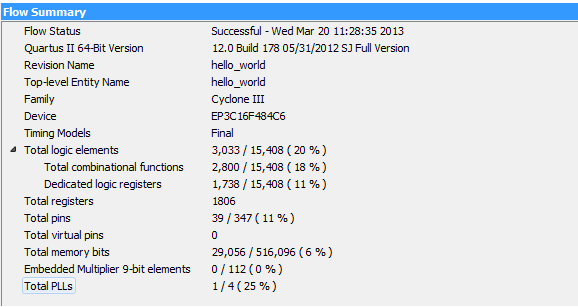 Flow Summary
Flow Status Successful - Wed Mar 20 11:28:35 2013
Quartus II 64-Bit Version 12.0 Build 178 05/31/2012 SJ Full Version
Revision Name hello_world
Top-level Entity Name hello_world
Family Cyclone III
Device EP3C16F484C6
Timing Models Final
Total logic elements 3,033 / 15,408 ( 20 % )
Total combinational functions 2,800 / 15,408 ( 18 % )
Dedicated logic registers 1,738 / 15,408 ( 11 % )
Total registers 1806
Total pins 39 / 347 ( 11 % )
Total virtual pins 0
Total memory bits 29,056 / 516,096 ( 6 % )
Embedded Multiplier 9-bit elements 0 / 112 ( 0 % )
Total PLLs 1 / 4 ( 25 % )